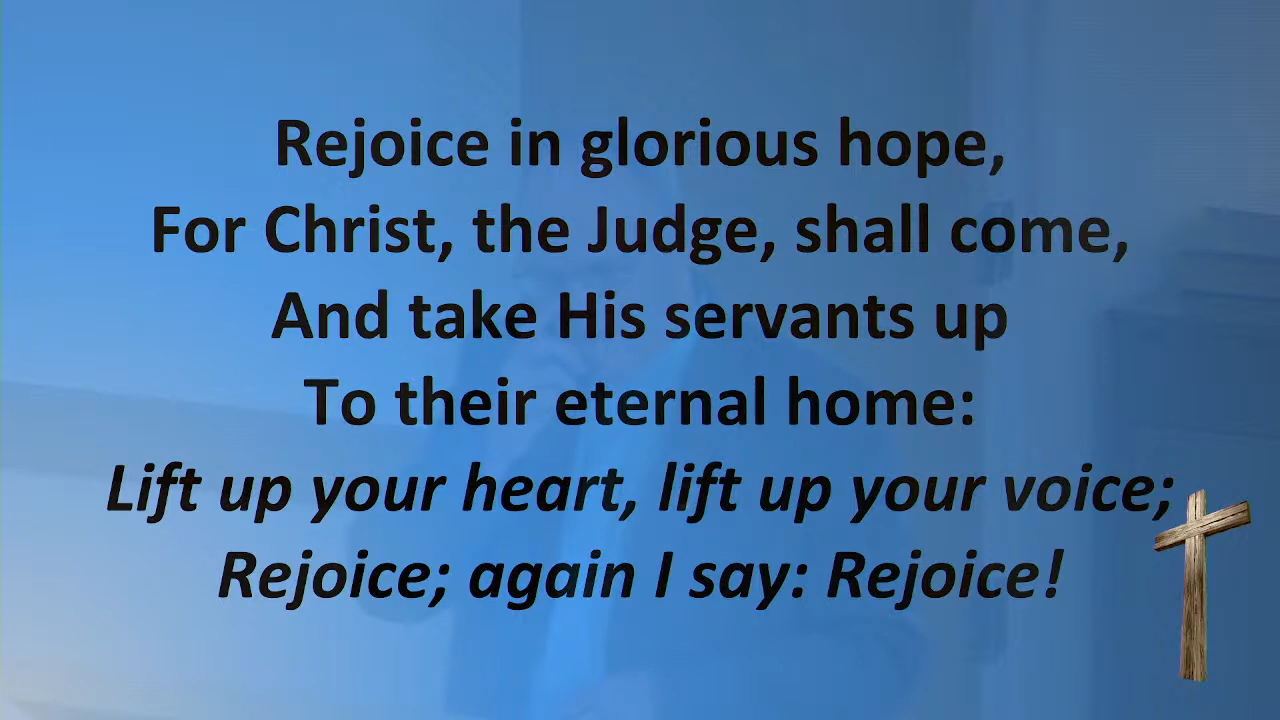 Rejoice in glorious hope,
For Christ, the Judge, shall come,
And take His servants up
To their eternal home:
Lift up your heart, lift up your voice;
Rejoice; again I say: Rejoice!